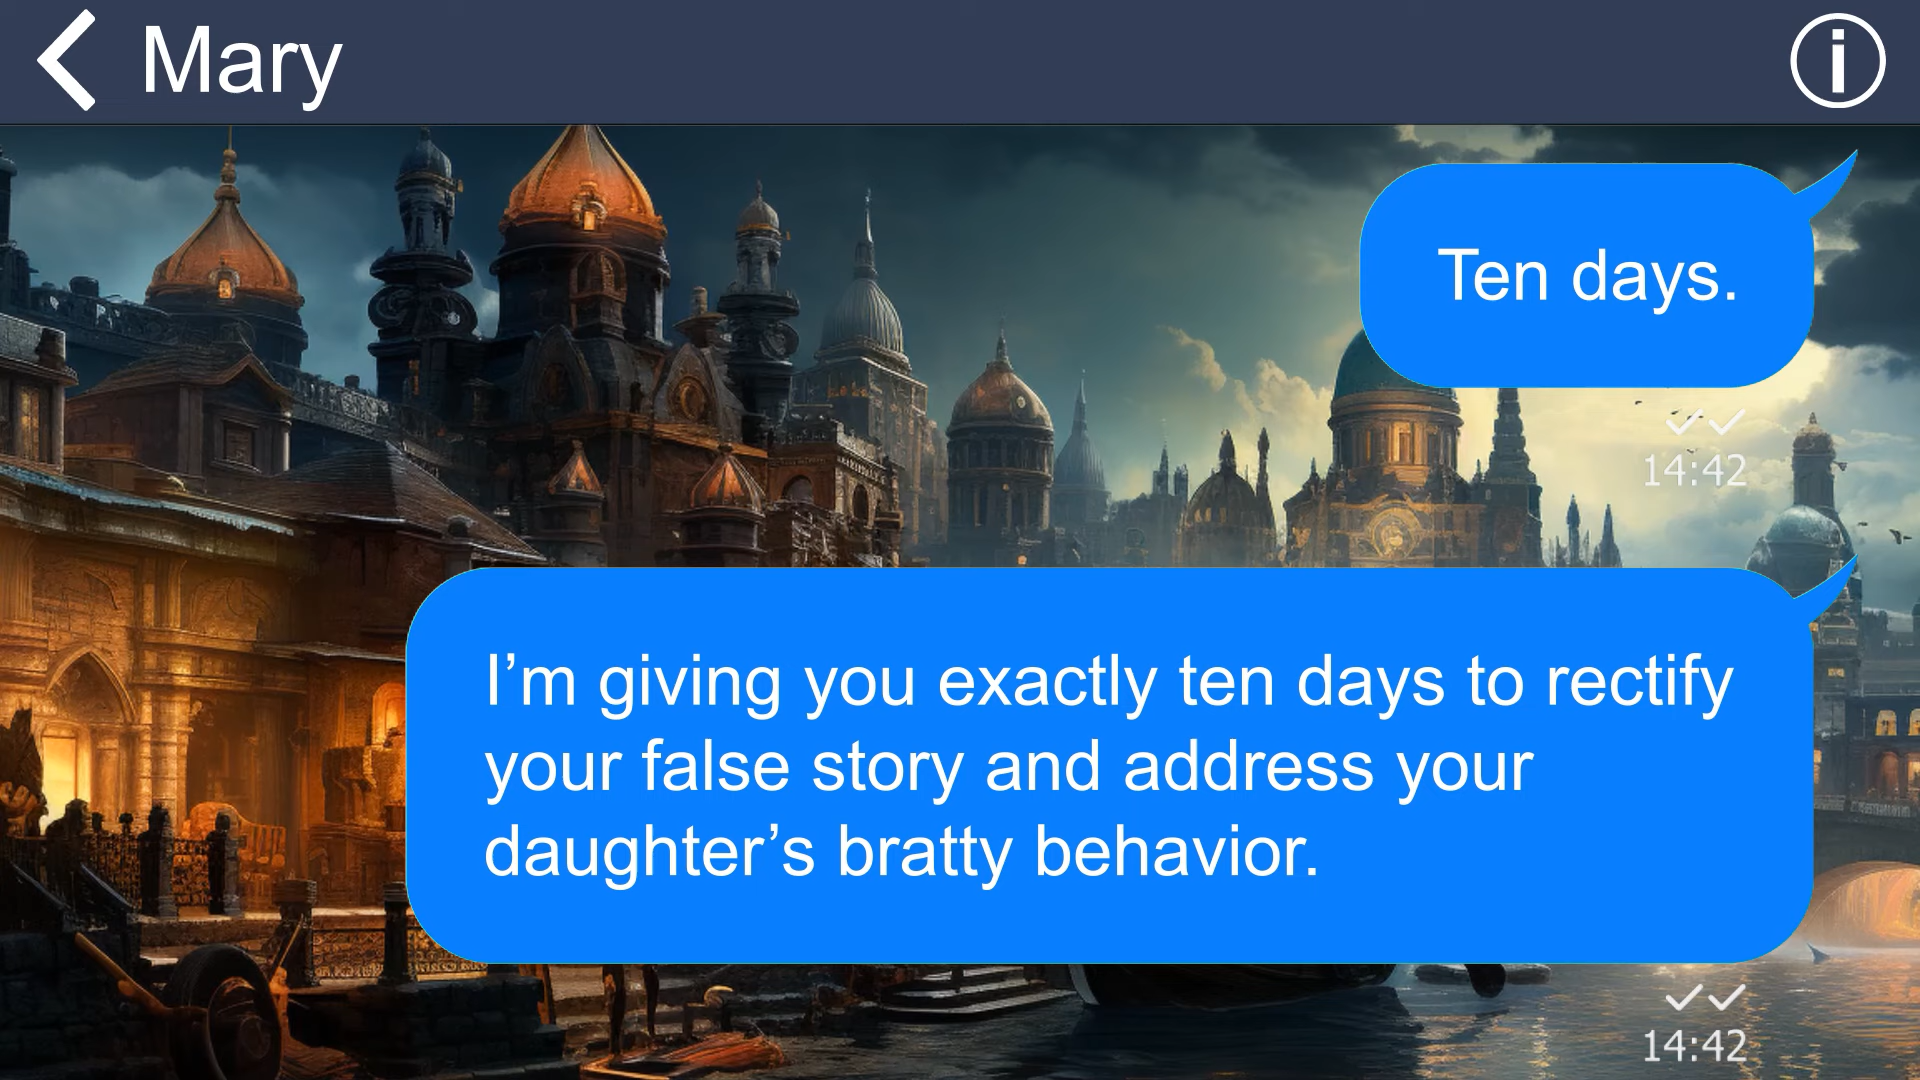 Mary
Ten days.
14:42
I’m giving you exactly ten days to rectify
your false story and address your
daughter’s bratty behavior.
14:42